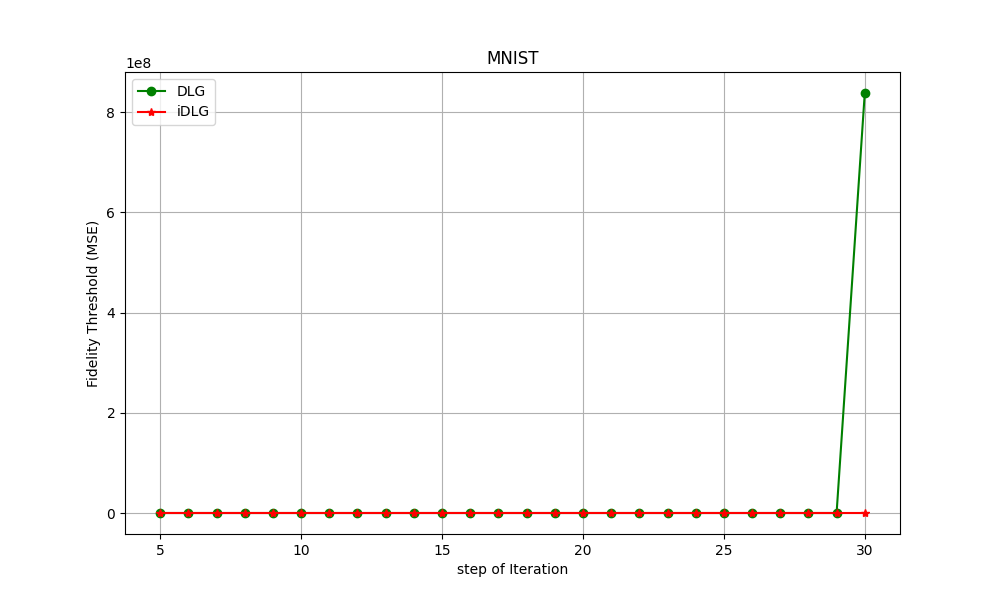 MNIST
1e8
DLG
iDLG
8
6
4
2
0
Fidelity Threshold (MSE)
5 10 15 20 25 30
step of Iteration